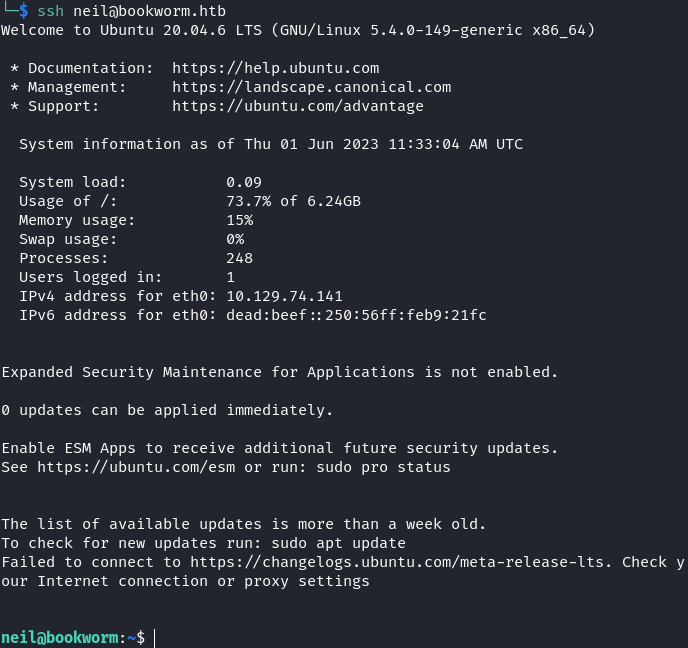 └─$ ssh neil@bookworm.htb
Welcome to Ubuntu 20.04.6 LTS (GNU/Linux 5.4.0-149-generic x86_64)
* Documentation:  https://help.ubuntu.com
* Management:     https://landscape.canonical.com
* Support:        https://ubuntu.com/advantage
System information as of Thu 01 Jun 2023 11:33:04 AM UTC
System load:           0.09
Usage of /:            73.7% of 6.24GB
Memory usage:          15%
Swap usage:            0%
Processes:             248
Users logged in:       1
IPv4 address for eth0: 10.129.74.141
IPv6 address for eth0: dead:beef::250:56ff:feb9:21fc
Expanded Security Maintenance for Applications is not enabled.
0 updates can be applied immediately.
Enable ESM Apps to receive additional future security updates.
See https://ubuntu.com/esm or run: sudo pro status
The list of available updates is more than a week old.
To check for new updates run: sudo apt update
Failed to connect to https://changelogs.ubuntu.com/meta-release-lts. Check y
our Internet connection or proxy settings
neil@bookworm:~$